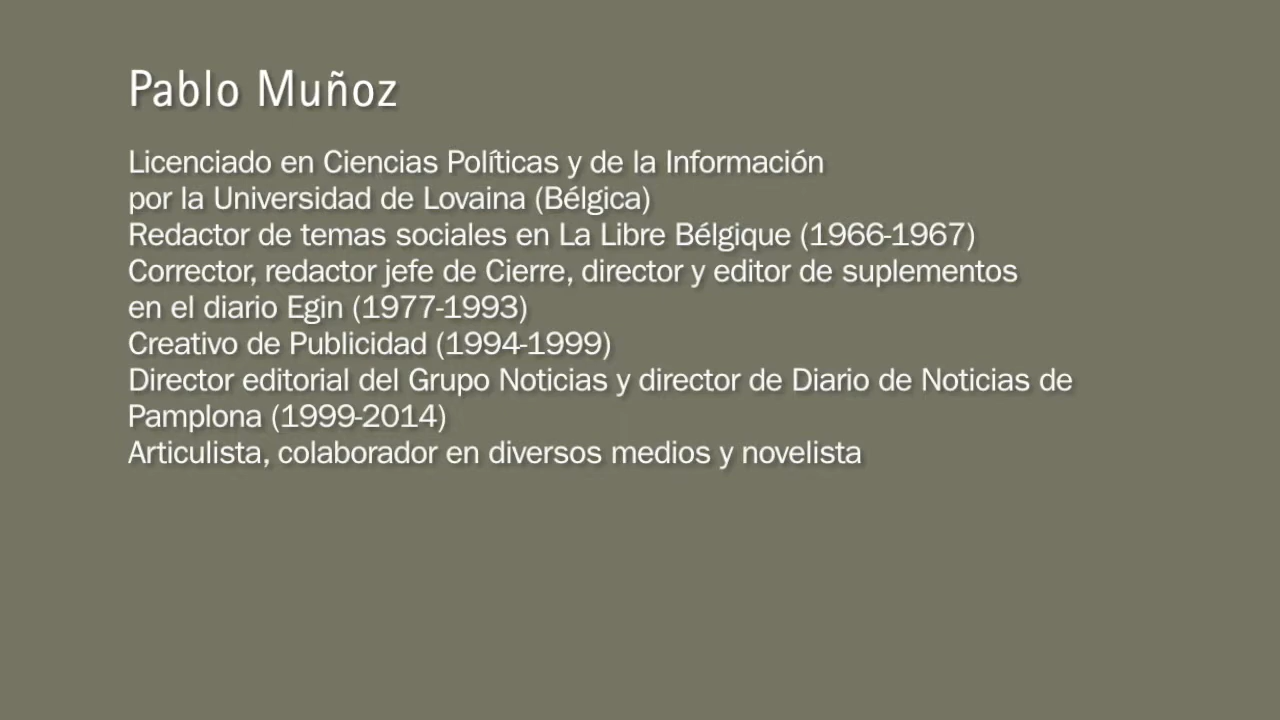 Pablo Muñoz
Licenciado en Ciencias Políticas y de la Información
por la Universidad de Lovaina (Bélgica)
Redactor de temas sociales en La Libre Bélgique (1966-1967)
Corrector, redactor jefe de Cierre, director y editor de suplementos
en el diario Egin (1977-1993)
Creativo de Publicidad (1994-1999)
Director editorial del Grupo Noticias y director de Diario de Noticias de
Pamplona (1999-2014)
Articulista, colaborador en diversos medios y novelista